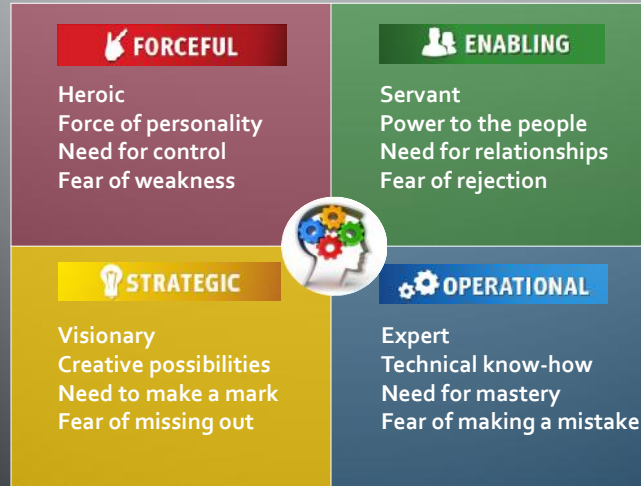 FORCEFUL
Heroic
Force of personality
Need for control
Fear of weakness
ENABLING
Servant
Power to the people
Need for relationships
Fear of rejection
STRATEGIC
Visionary
Creative possibilities
Need to make a mark
Fear of missing out
OPERATIONAL
Expert
Technical know-how
Need for mastery
Fear of making a mistake